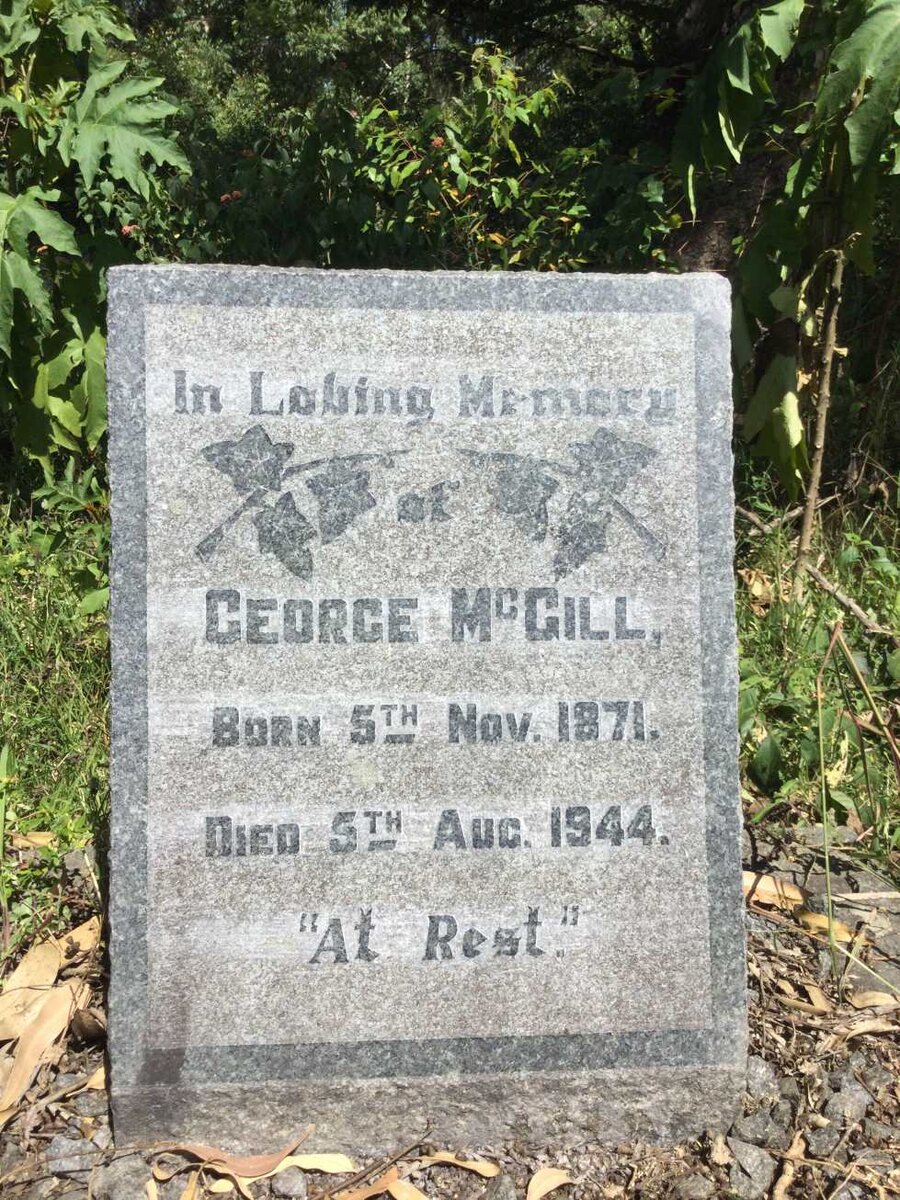 In Loving Memory
of
GEORGE McGILL,
BORN 5TH NOV. 1871.
DIED 5TH AUG. 1944.
"At Rest."